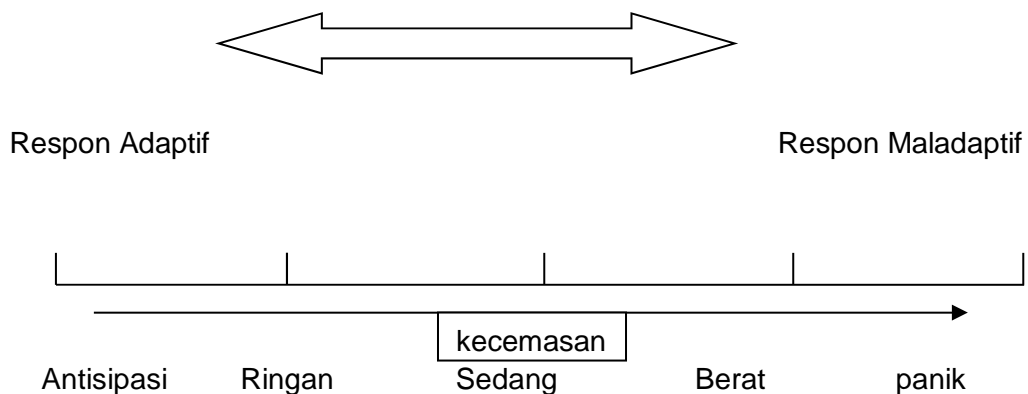 Respon Adaptif Respon Maladaptif
kecemasan
Antisipasi Ringan Sedang Berat panik